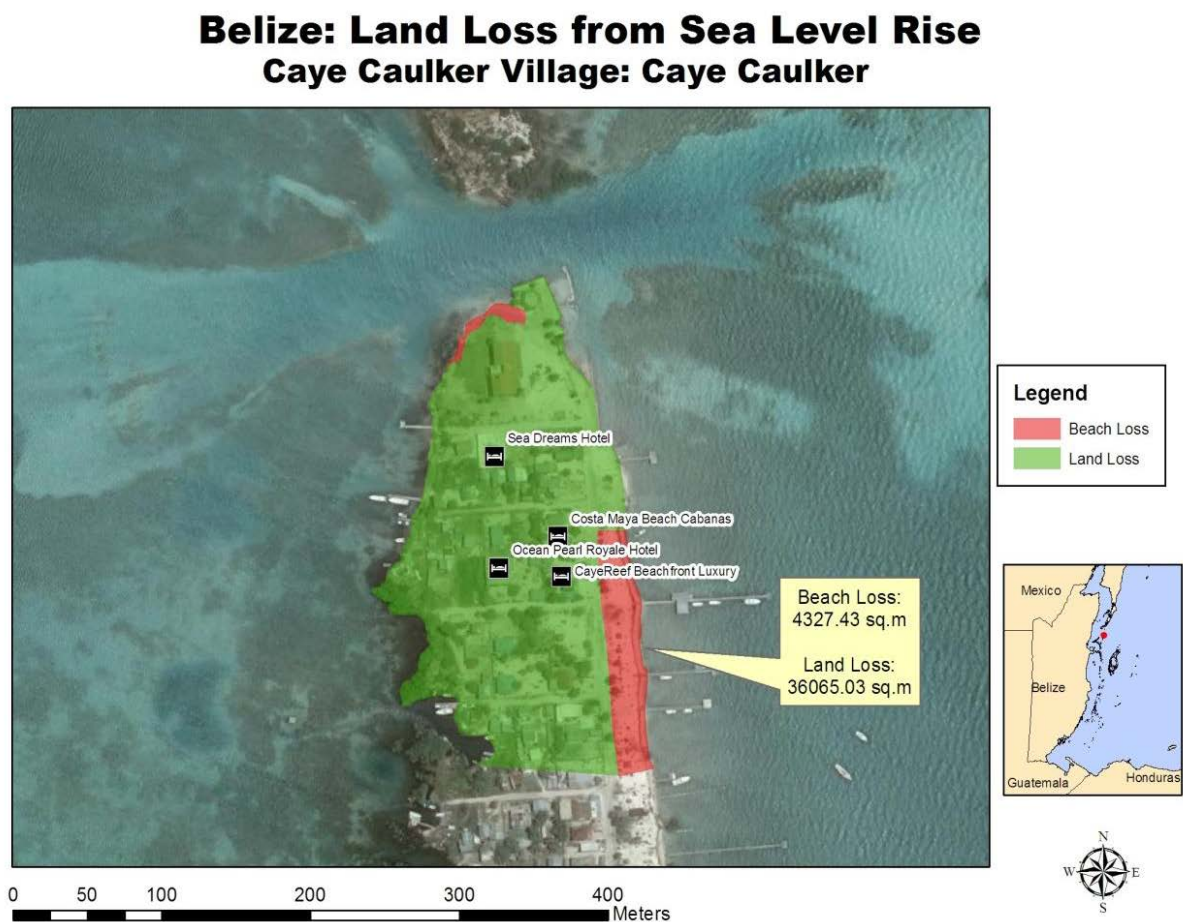 Belize: Land Loss from Sea Level Rise
Caye Caulker Village: Caye Caulker
Sea Dreams Hotel
Costa Maya Beach Cabanas
Ocean Pearl Royale Hotel
CayeReef Beachfront Luxury
Beach Loss:
4327.43 sq.m
Land Loss:
36065.03 sq.m
Legend
Beach Loss
Land Loss
Mexico
Belize
Guatemala
Honduras
N
W E
S
0 50 100 200 300 400
Meters